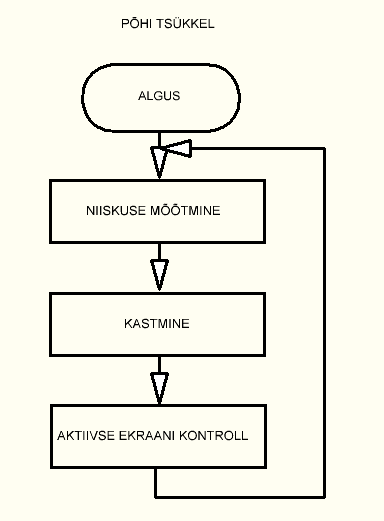 PÕHI TSÜKKEL
ALGUS
NIISKUSE MÕÕTMINE
KASTMINE
AKTIIVSE EKRAANI KONTROLL